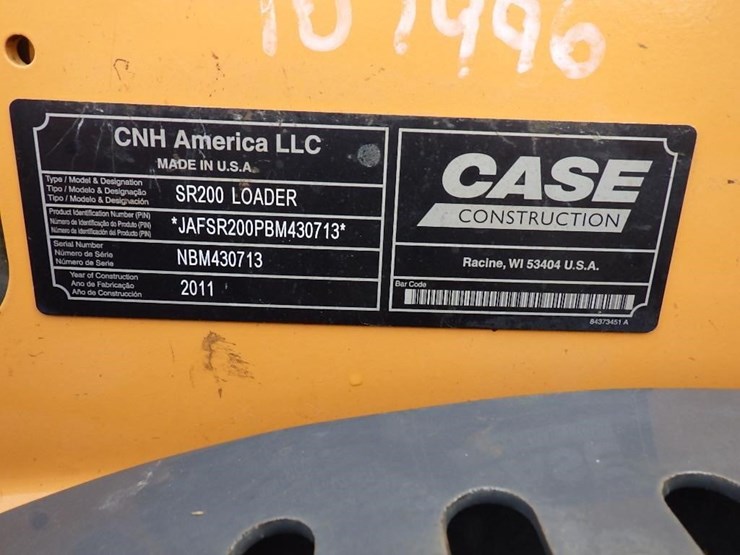 107996
CNH America LLC
MADE IN U.S.A.
Type / Model & Designation
Tipo / Modelo & Designação
Tipo / Modelo & Designación
SR200 LOADER
Product Identification Number (PIN)
Número de Identificação do Produto (PIN)
Número de Identificación del Producto (PIN)
*JAFSR200PBM430713*
Serial Number
Número de Série
Número de Serie
NBM430713
Year of Construction
Ano de Fabricação
Año de Construcción
2011
CASE
CONSTRUCTION
Racine, WI 53404 U.S.A.
Bar Code
84373451 A